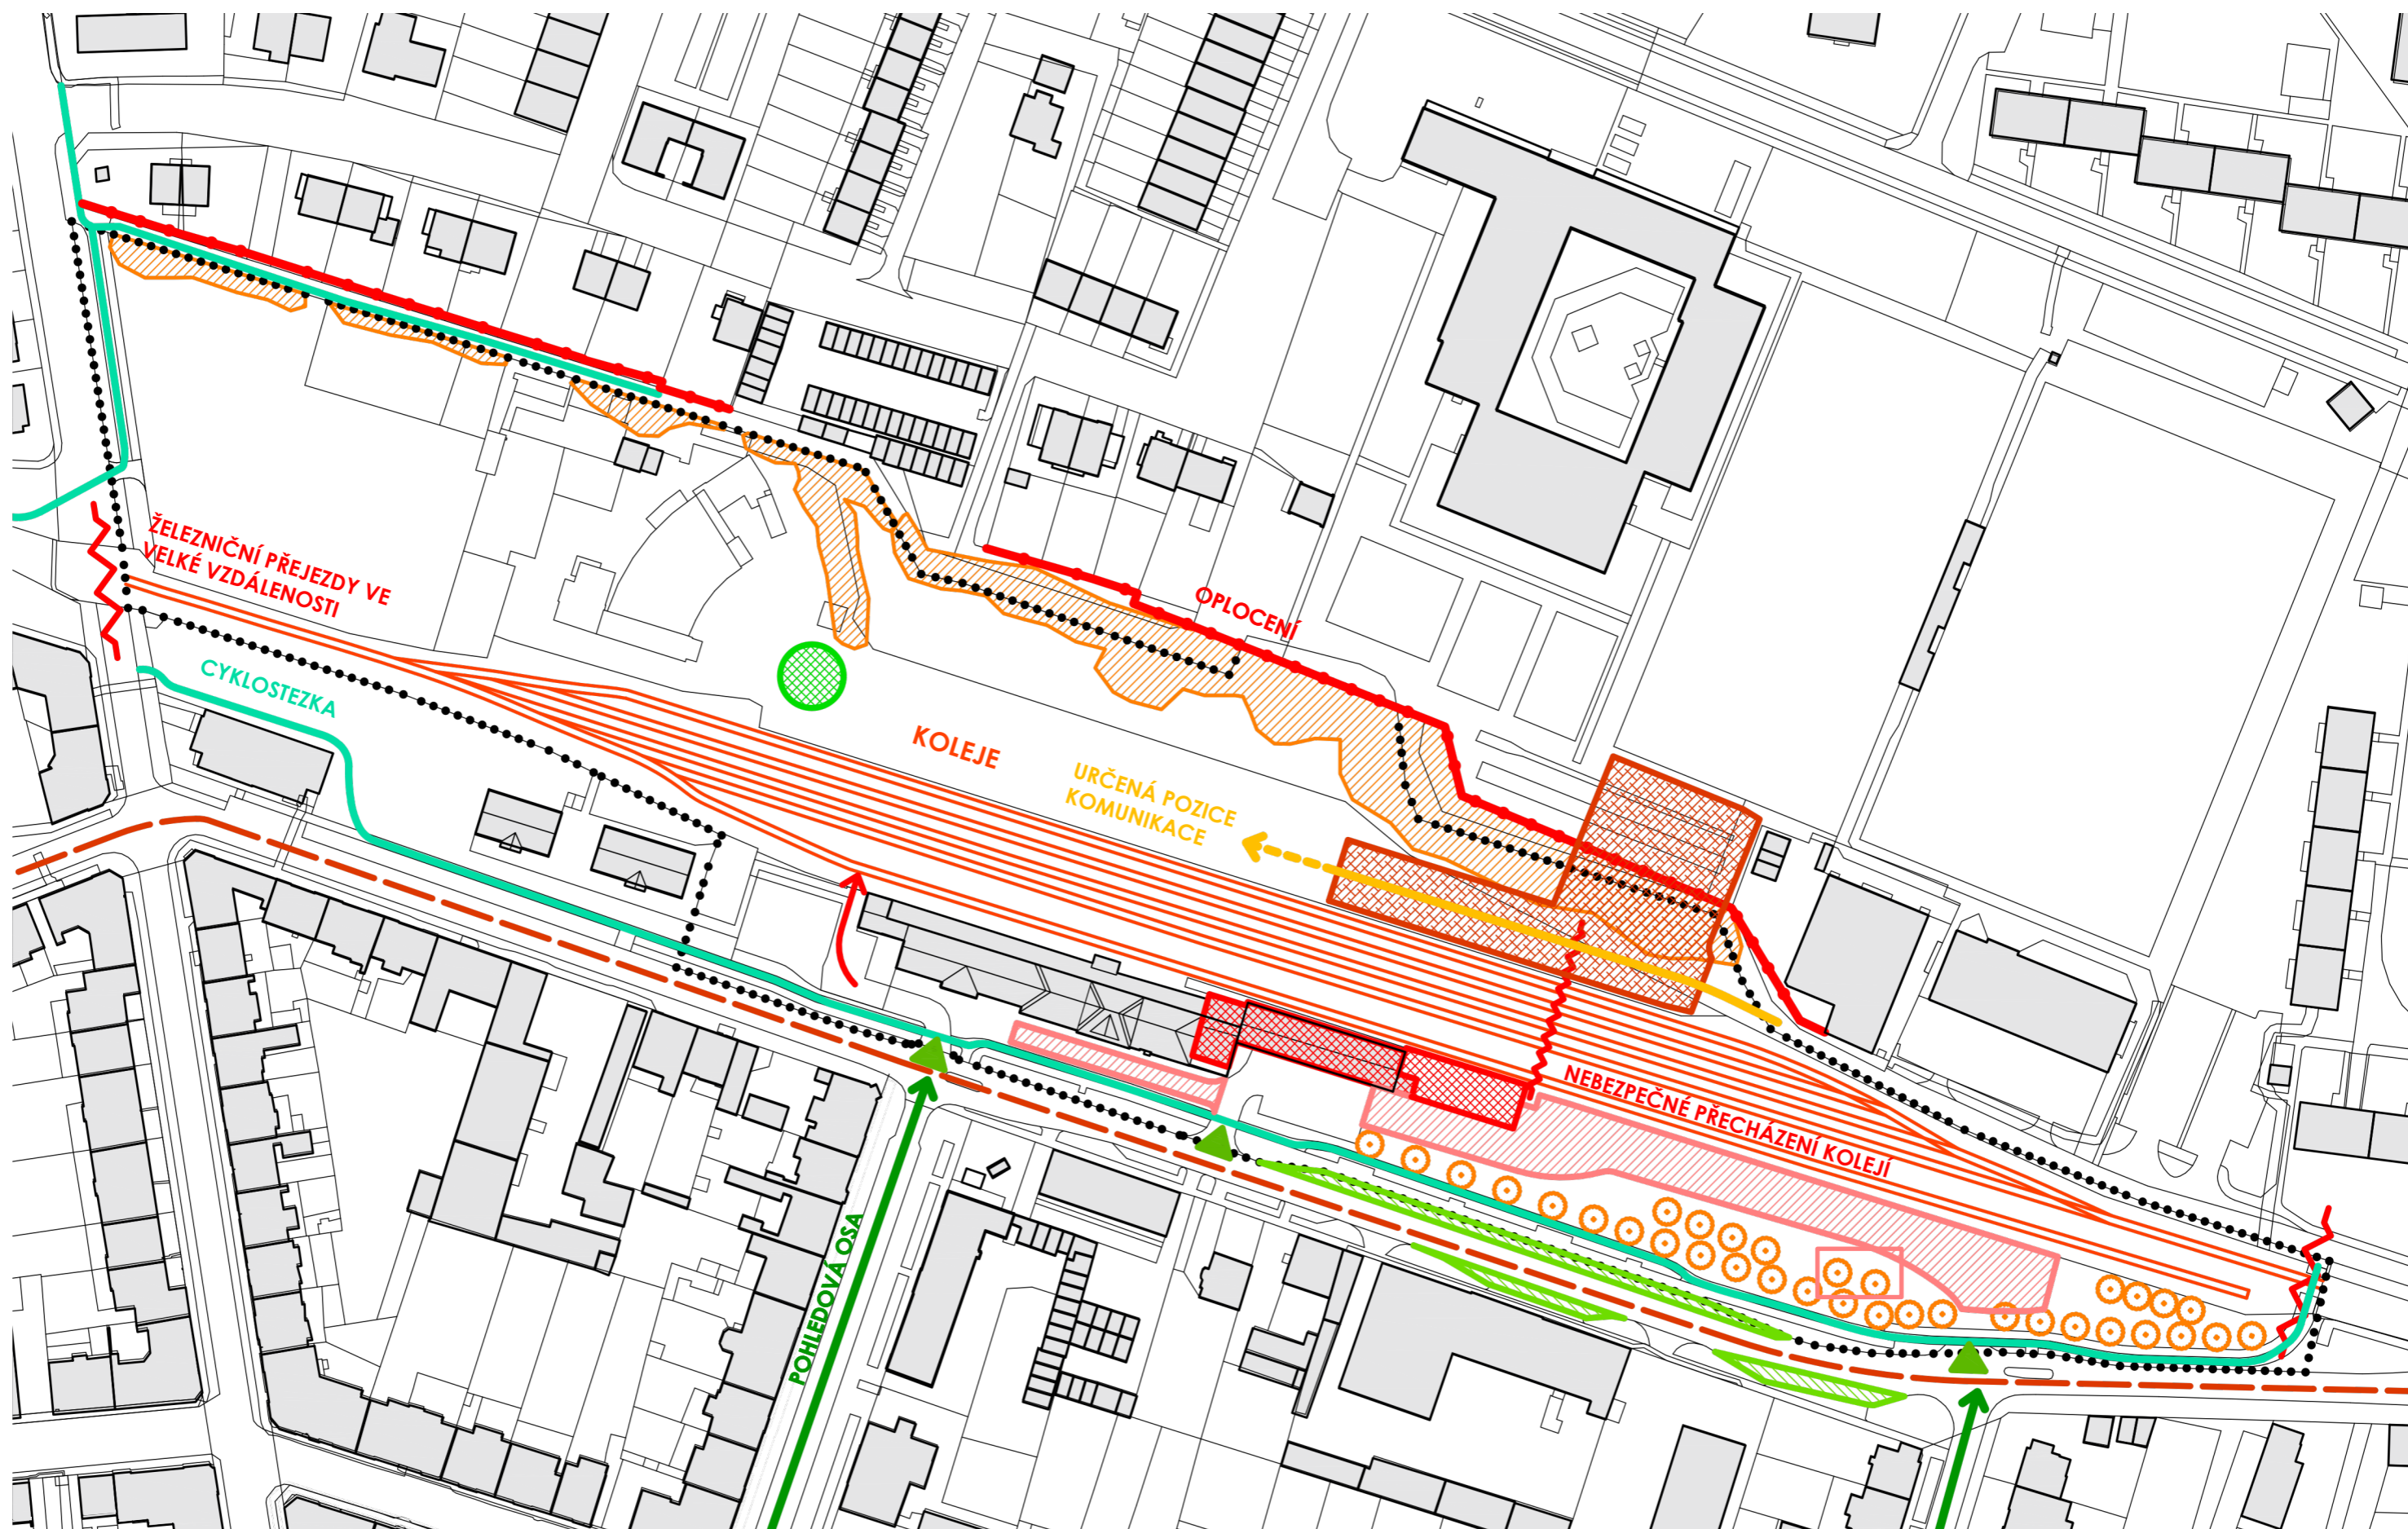 ŽELEZNIČNÍ PŘEJEZDY VE
VELKÉ VZDÁLENOSTI
OPLOCENÍ
CYKLOSTEZKA
KOLEJE
URČENÁ POZICE
KOMUNIKACE
NEBEZPEČNÉ PŘECHÁZENÍ KOLEJÍ
POHLEDOVÁ OSA